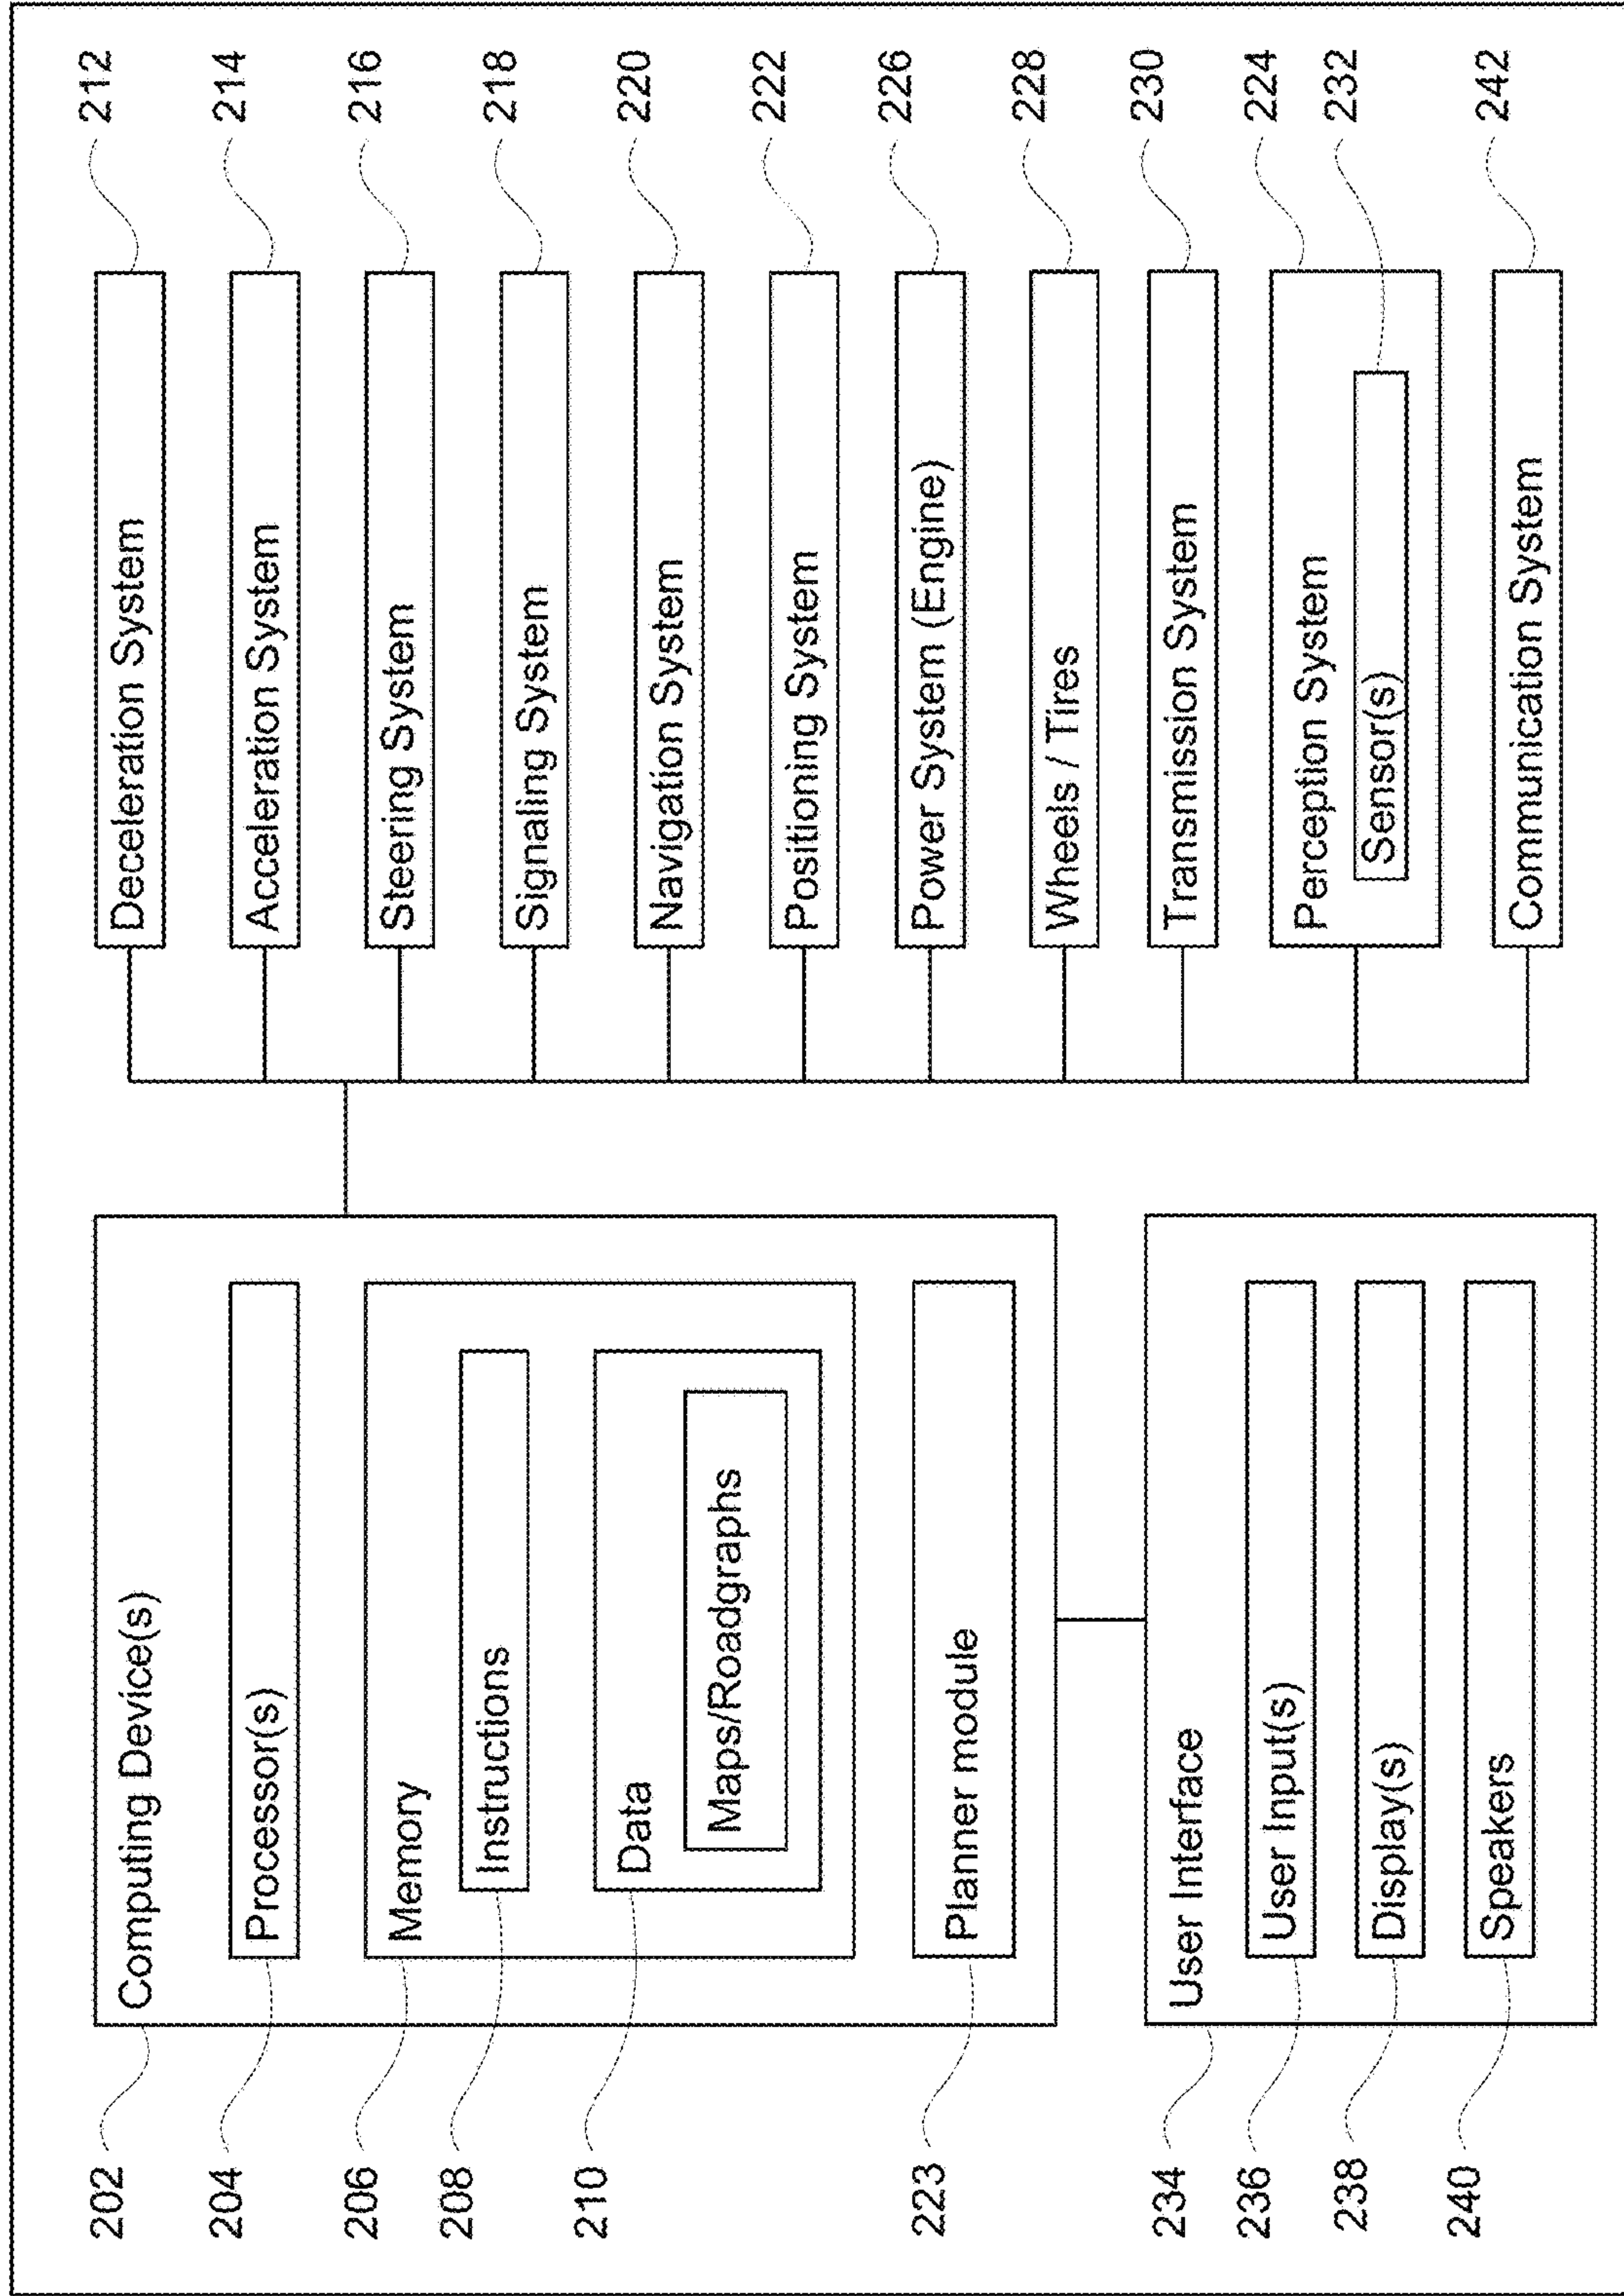 202
Computing Device(s)
204
Processor(s)
206
Memory
208
Instructions
210
Data
Maps/Roadgraphs
223
Planner module
234
User Interface
236
User Input(s)
238
Display(s)
240
Speakers
Deceleration System
212
Acceleration System
214
Steering System
216
Signaling System
218
Navigation System
220
Positioning System
222
Power System (Engine)
226
Wheels / Tires
228
Transmission System
230
Perception System
224
Sensor(s)
232
Communication System
242